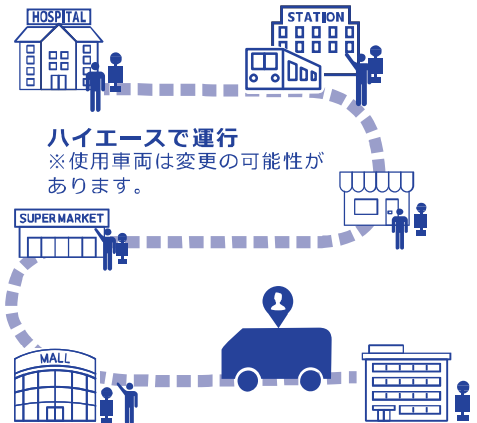 HOSPITAL
STATION
ハイエースで運行
※使用車両は変更の可能性が
あります。
SUPERMARKET
MALL